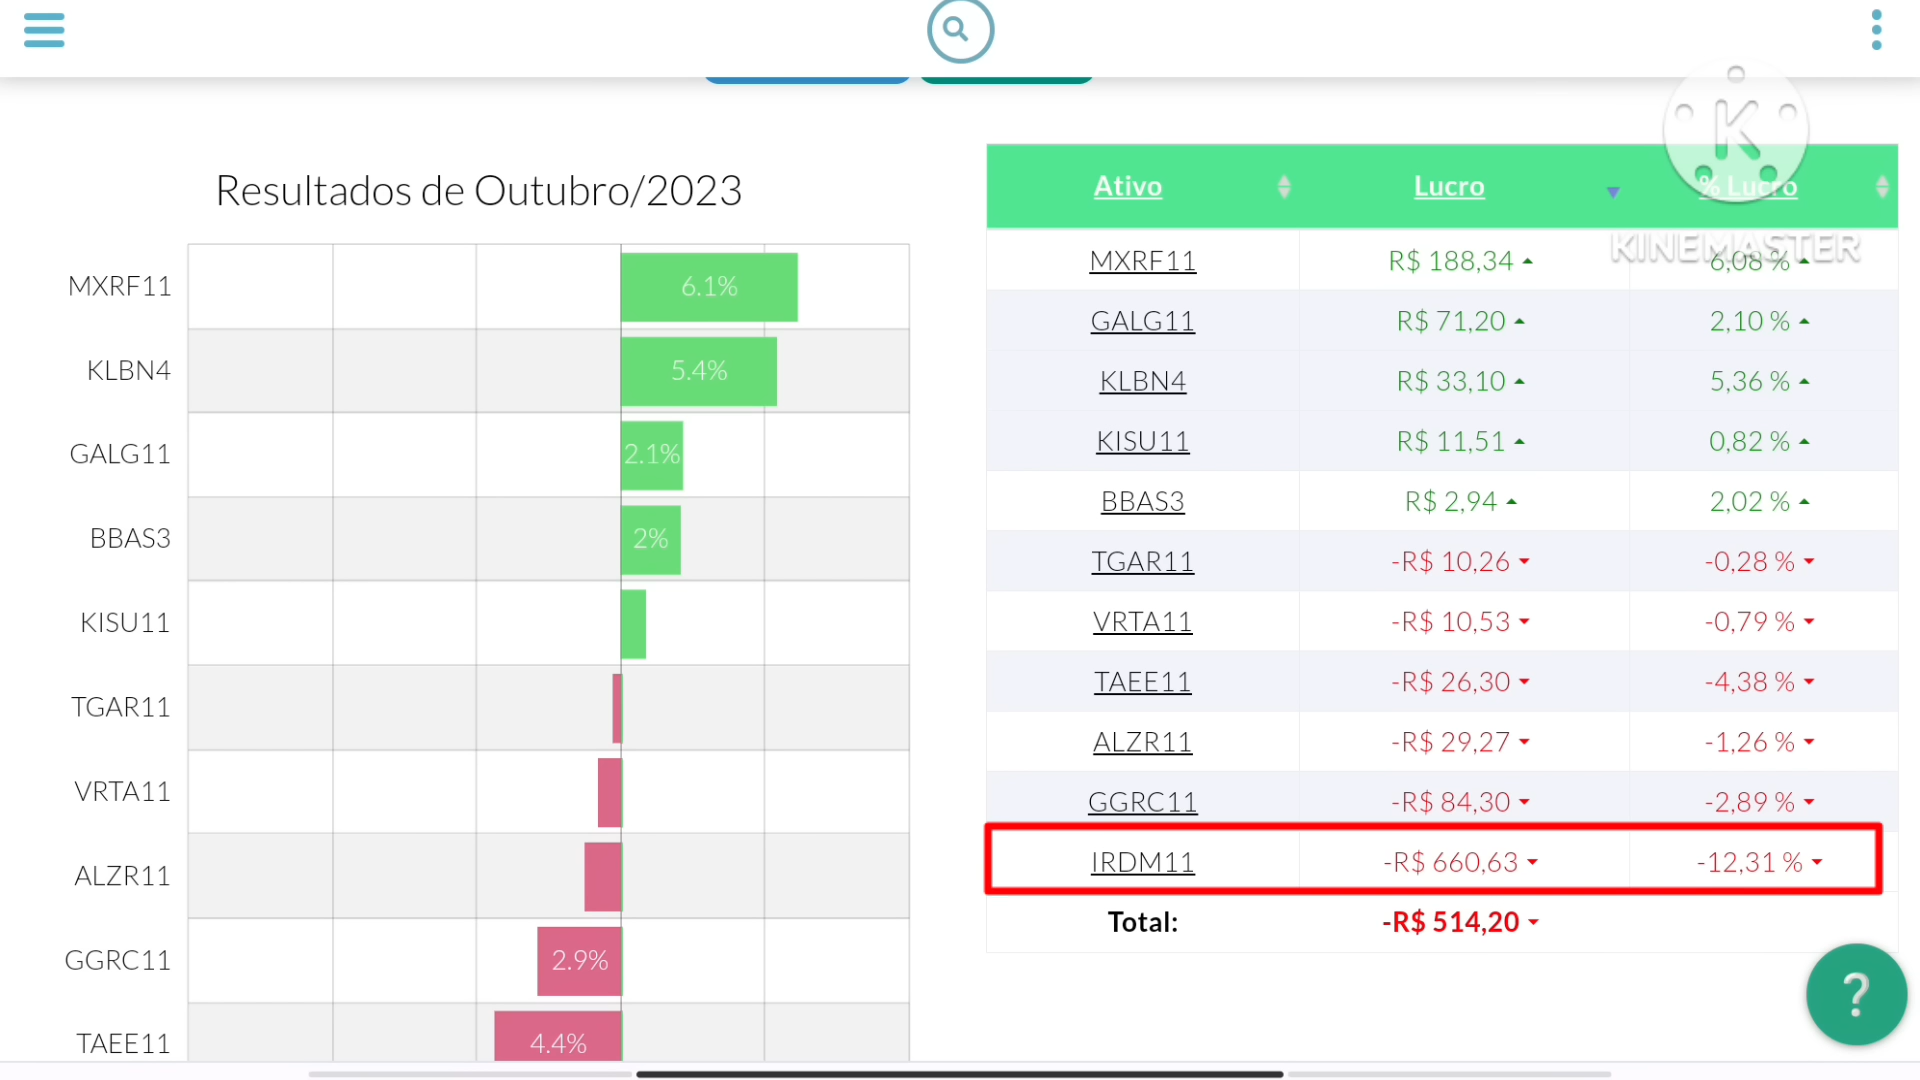 Resultados de Outubro/2023
MXRF11 6.1%
KLBN4 5.4%
GALG11 2.1%
BBAS3 2%
KISU11
TGAR11
VRTA11
ALZR11
GGRC11 2.9%
TAEE11 4.4%
K
KINEMASTER
Ativo Lucro % Lucro
MXRF11 R$ 188,34 6,08 %
GALG11 R$ 71,20 2,10 %
KLBN4 R$ 33,10 5,36 %
KISU11 R$ 11,51 0,82 %
BBAS3 R$ 2,94 2,02 %
TGAR11 -R$ 10,26 -0,28 %
VRTA11 -R$ 10,53 -0,79 %
TAEE11 -R$ 26,30 -4,38 %
ALZR11 -R$ 29,27 -1,26 %
GGRC11 -R$ 84,30 -2,89 %
IRDM11 -R$ 660,63 -12,31 %
Total: -R$ 514,20
?